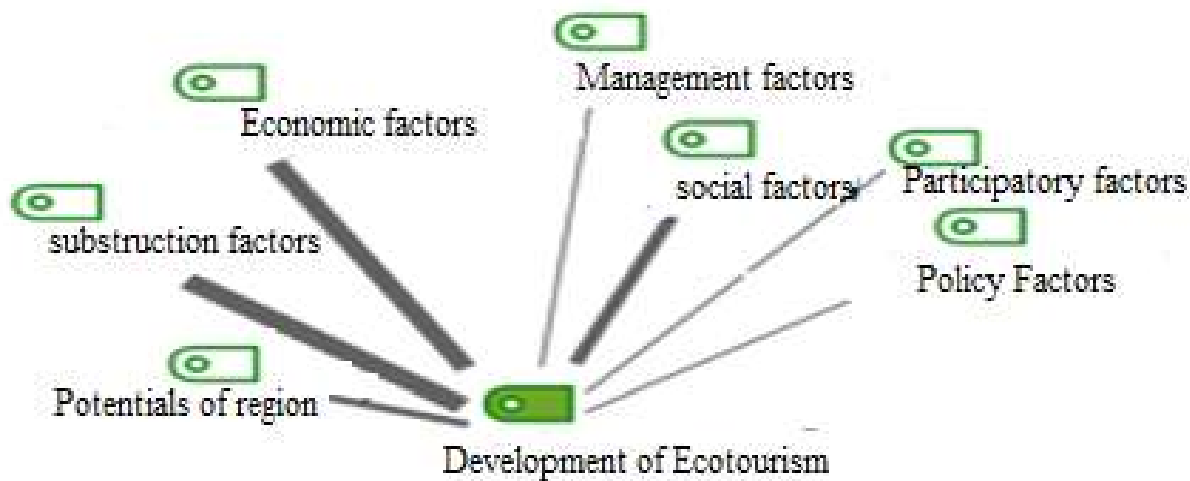 Management factors
Economic factors
social factors
Participatory factors
substruction factors
Policy Factors
Potentials of region
Development of Ecotourism